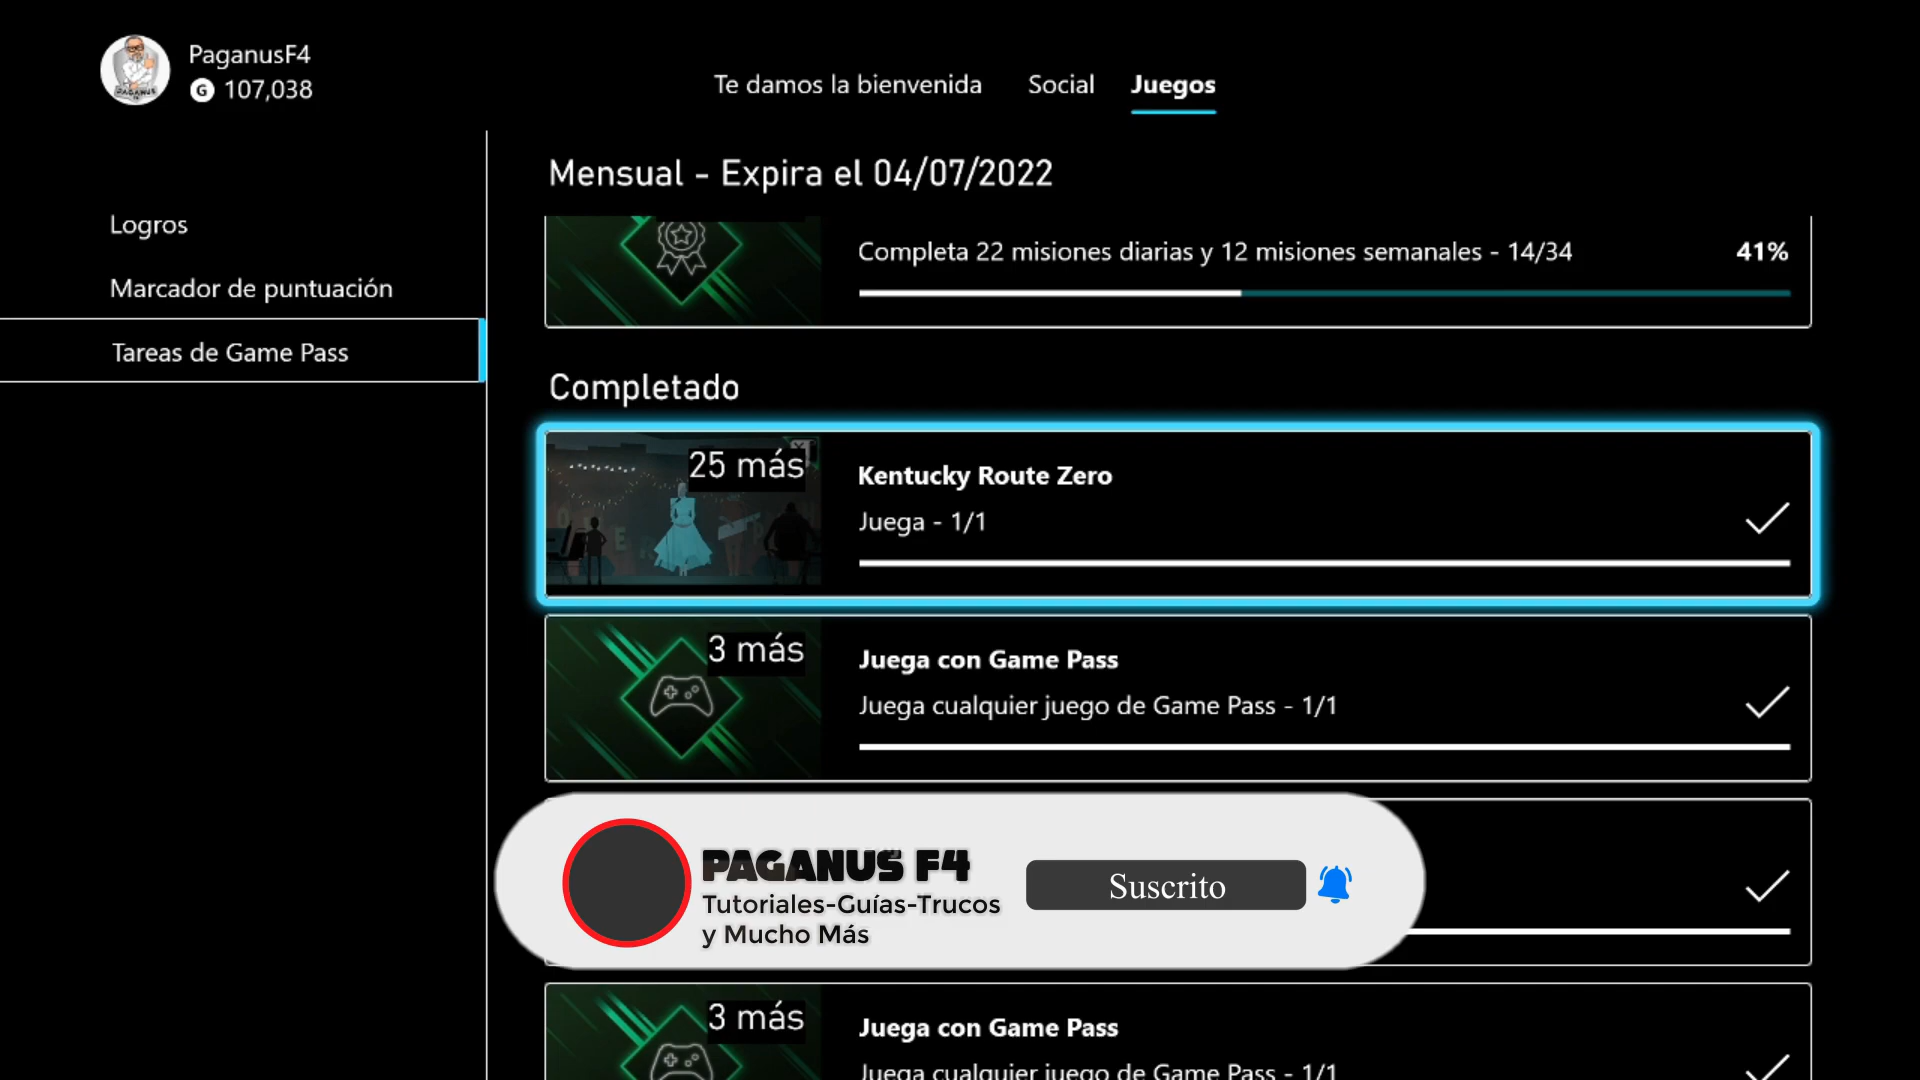 PaganusF4
G 107,038
Te damos la bienvenida
Social
Juegos
Logros
Marcador de puntuación
Tareas de Game Pass
Mensual - Expira el 04/07/2022
Completa 22 misiones diarias y 12 misiones semanales - 14/34
41%
Completado
25 más
Kentucky Route Zero
Juega - 1/1
3 más
Juega con Game Pass
Juega cualquier juego de Game Pass - 1/1
PAGANUS F4
Tutoriales-Guías-Trucos
y Mucho Más
Suscrito
3 más
Juega con Game Pass
Juega cualquier juego de Game Pass - 1/1